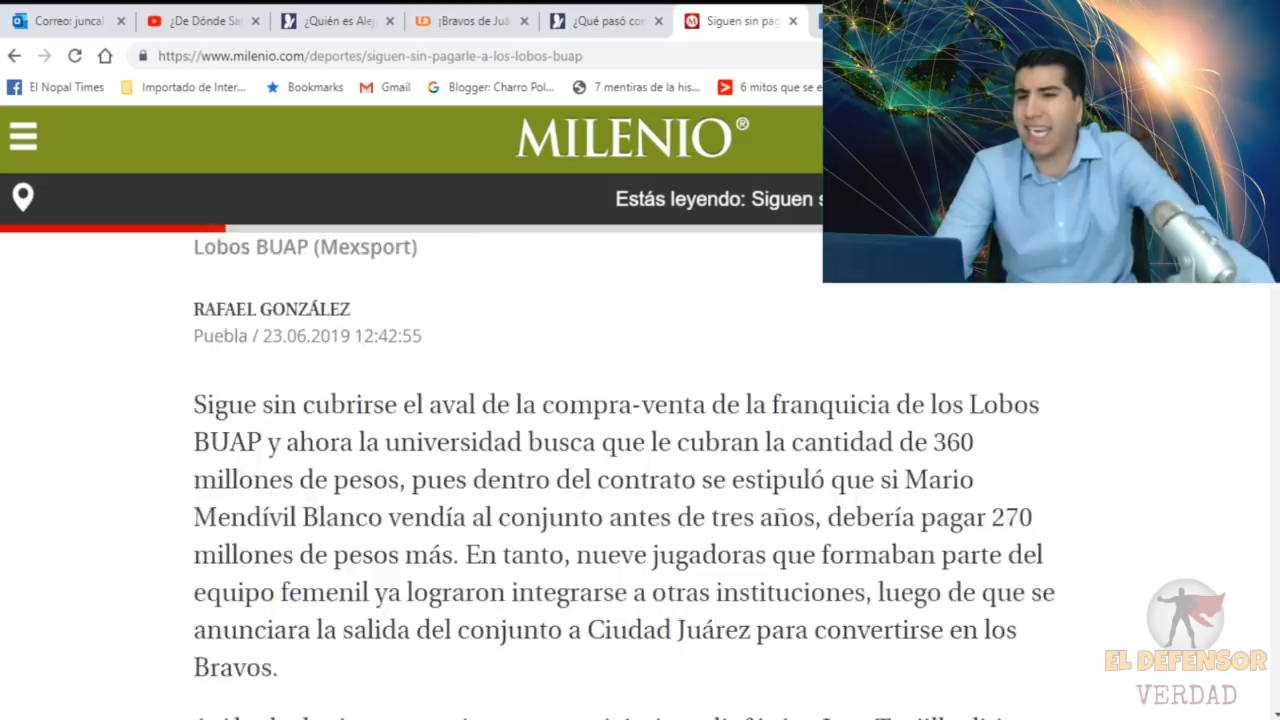 Correo: juncal
¿De Dónde Sa
¿Quién es Alej
¡Bravos de Juá
¿Qué pasó co
Siguen sin pag
https://www.milenio.com/deportes/siguen-sin-pagarle-a-los-lobos-buap
El Nopal Times
Importado de Inter...
Bookmarks
Gmail
Blogger: Charro Pol...
7 mentiras de la his...
6 mitos que se e
MILENIO®
Estás leyendo: Siguen s
Lobos BUAP (Mexsport)
RAFAEL GONZÁLEZ
Puebla / 23.06.2019 12:42:55
Sigue sin cubrirse el aval de la compra-venta de la franquicia de los Lobos
BUAP y ahora la universidad busca que le cubran la cantidad de 360
millones de pesos, pues dentro del contrato se estipuló que si Mario
Mendívil Blanco vendía al conjunto antes de tres años, debería pagar 270
millones de pesos más. En tanto, nueve jugadoras que formaban parte del
equipo femenil ya lograron integrarse a otras instituciones, luego de que se
anunciara la salida del conjunto a Ciudad Juárez para convertirse en los
Bravos.
EL DEFENSOR
VERDAD